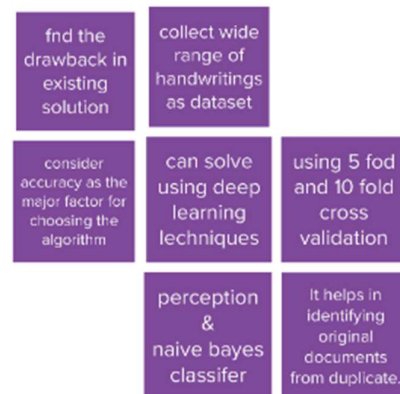 fnd the
drawback in
existing
solution
collect wide
range of
handwritings
as dataset
consider
accuracy as the
major factor for
choosing the
algorithm
can solve
using deep
learning
lechniques
using 5 fod
and 10 fold
cross
validation
perception
&
naive bayes
classifer
It helps in
identifying
original
documents
from duplicate.